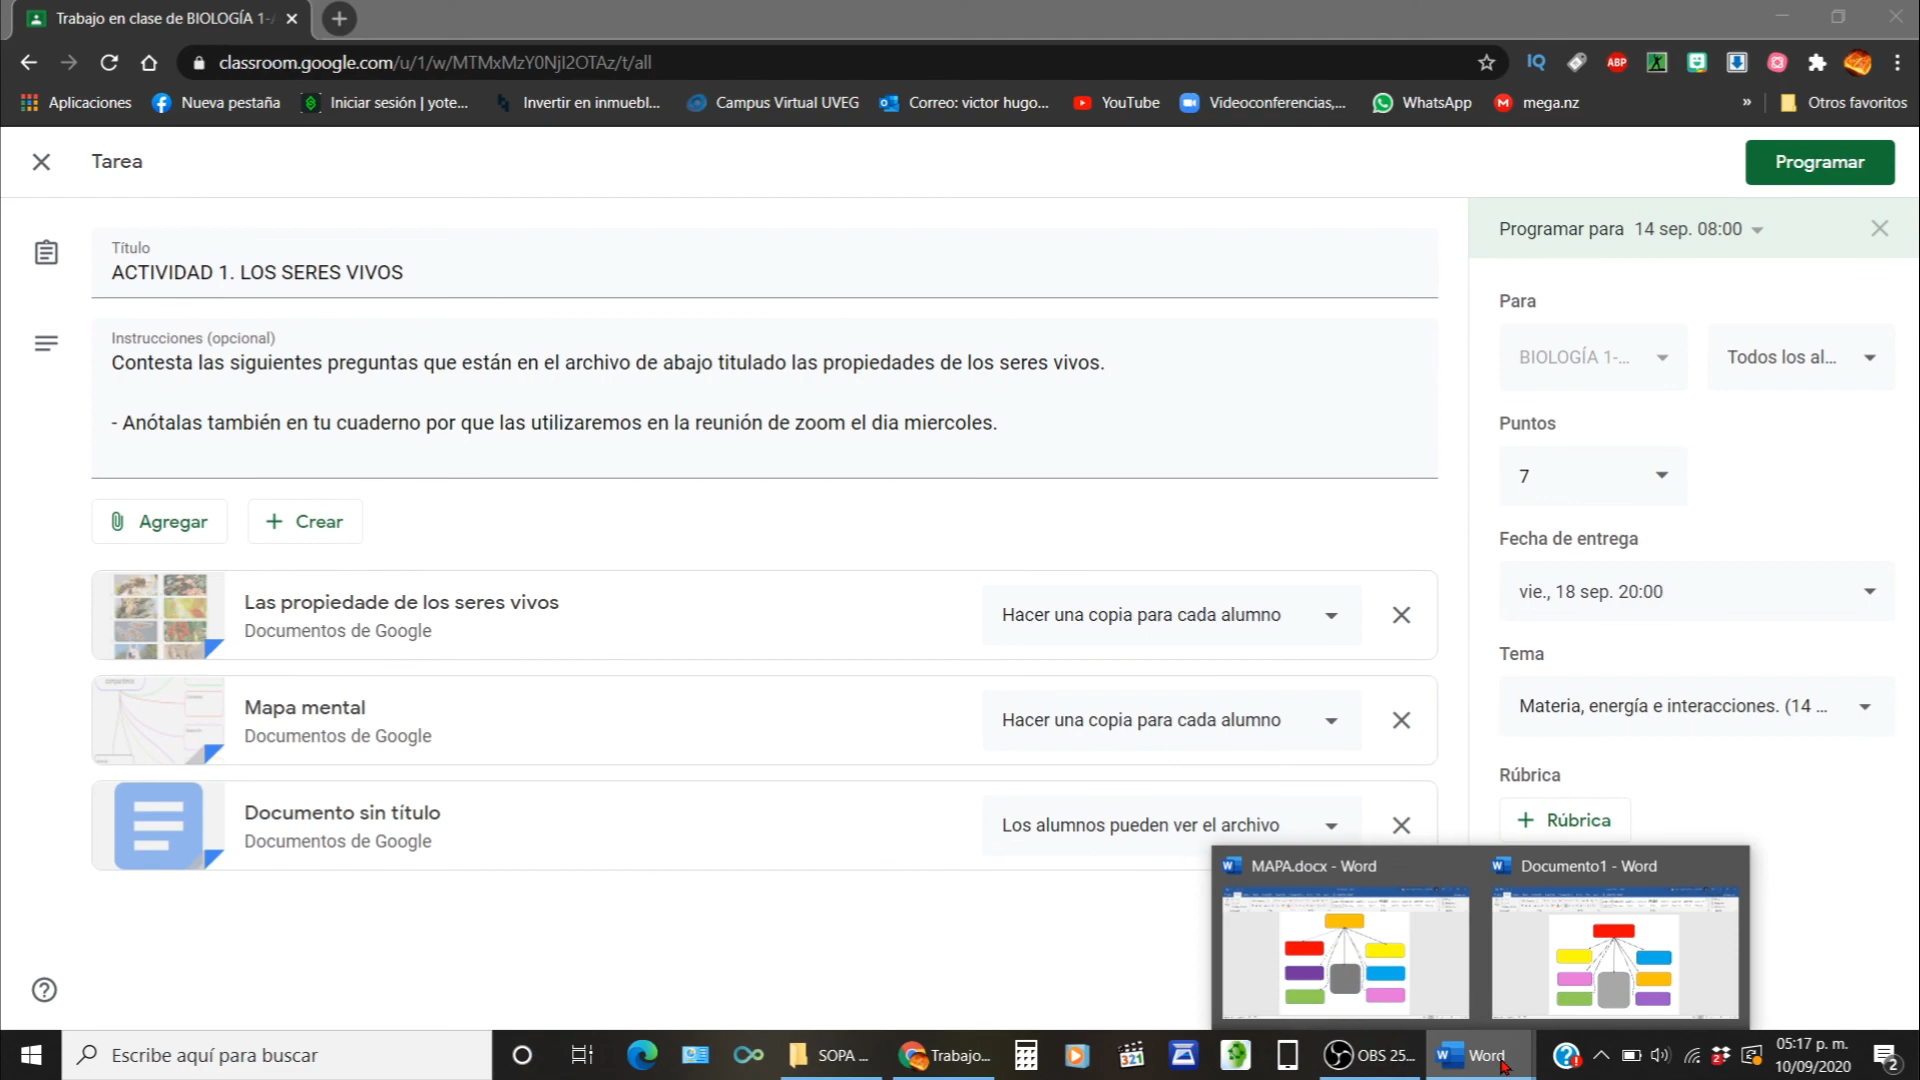 Trabajo en clase de BIOLOGÍA 1-
classroom.google.com/u/1/w/MTMxMzY0NjI2OTAz/t/all
IQ
ABP
Aplicaciones
Nueva pestaña
Iniciar sesión | yote...
Invertir en inmuebl...
Campus Virtual UVEG
Correo: victor hugo...
YouTube
Videoconferencias,...
WhatsApp
mega.nz
»
Otros favoritos
Tarea
Programar
Título
ACTIVIDAD 1. LOS SERES VIVOS
Instrucciones (opcional)
Contesta las siguientes preguntas que están en el archivo de abajo titulado las propiedades de los seres vivos.
- Anótalas también en tu cuaderno por que las utilizaremos en la reunión de zoom el dia miercoles.
Agregar
Crear
Las propiedade de los seres vivos
Documentos de Google
Hacer una copia para cada alumno
Mapa mental
Documentos de Google
Hacer una copia para cada alumno
Documento sin título
Documentos de Google
Los alumnos pueden ver el archivo
Programar para 14 sep. 08:00
Para
BIOLOGÍA 1-...
Todos los al...
Puntos
7
Fecha de entrega
vie., 18 sep. 20:00
Tema
Materia, energía e interacciones. (14 ...
Rúbrica
Rúbrica
MAPA.docx - Word
Documento1 - Word
Escribe aquí para buscar
SOPA ...
Trabajo...
321
OBS 25...
Word
05:17 p. m.
10/09/2020
2